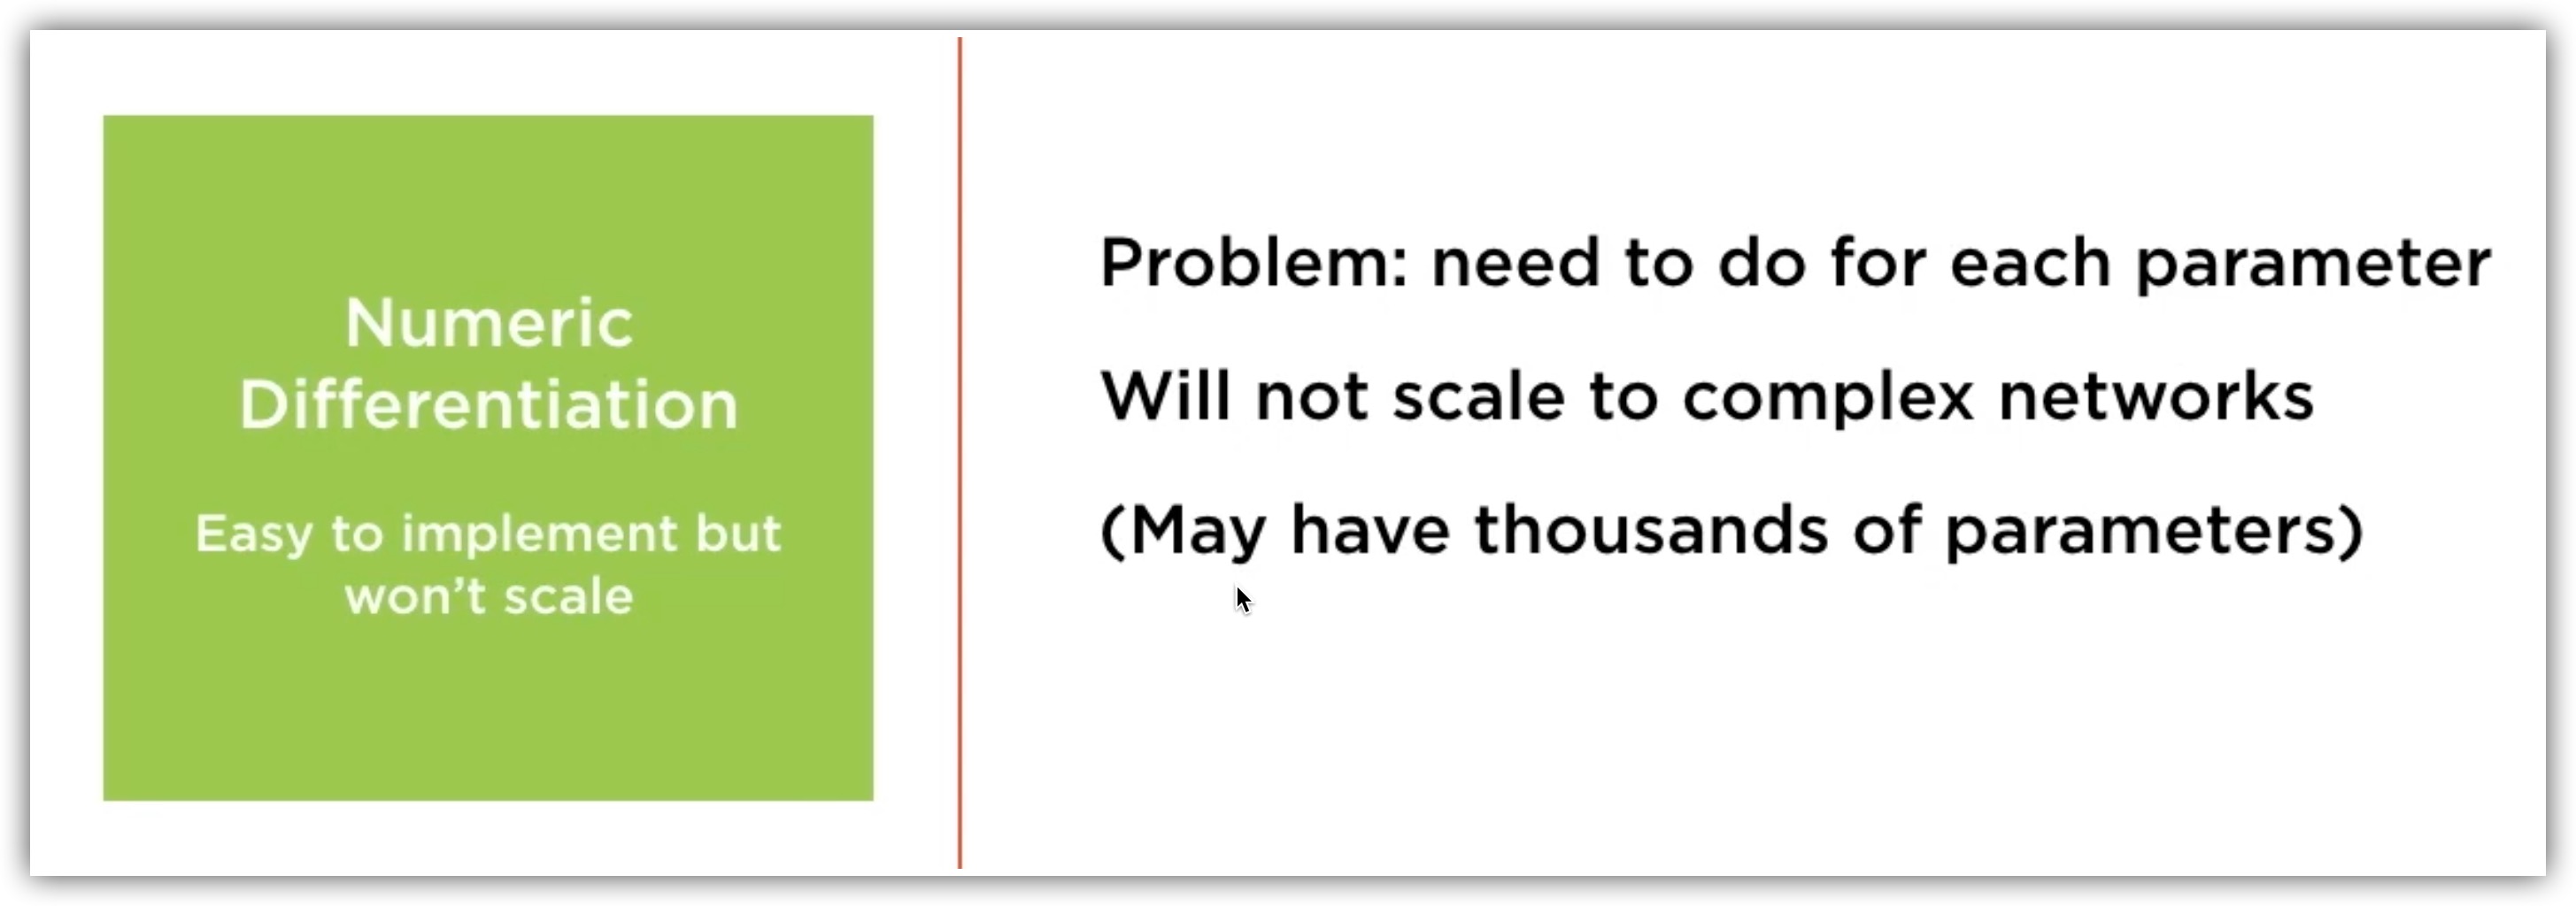 Numeric
Differentiation
Easy to implement but
won't scale
Problem: need to do for each parameter
Will not scale to complex networks
(May have thousands of parameters)